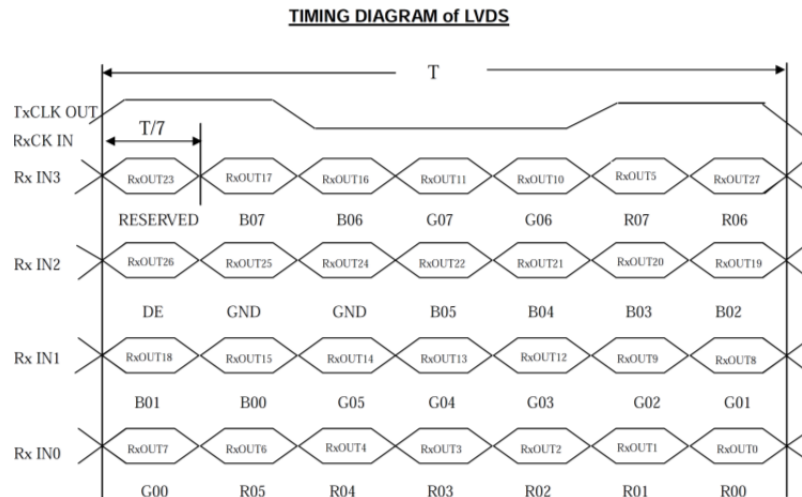 TIMING DIAGRAM of LVDS
T
TxCLK OUT
T/7
RxCK IN
Rx IN3 RxOUT23 RxOUT17 RxOUT16 RxOUT11 RxOUT10 RxOUT5 RxOUT27
RESERVED B07 B06 G07 G06 R07 R06
Rx IN2 RxOUT26 RxOUT25 RxOUT24 RxOUT22 RxOUT21 RxOUT20 RxOUT19
DE GND GND B05 B04 B03 B02
Rx IN1 RxOUT18 RxOUT15 RxOUT14 RxOUT13 RxOUT12 RxOUT9 RxOUT8
B01 B00 G05 G04 G03 G02 G01
Rx IN0 RxOUT7 RxOUT6 RxOUT4 RxOUT3 RxOUT2 RxOUT1 RxOUT0
G00 R05 R04 R03 R02 R01 R00